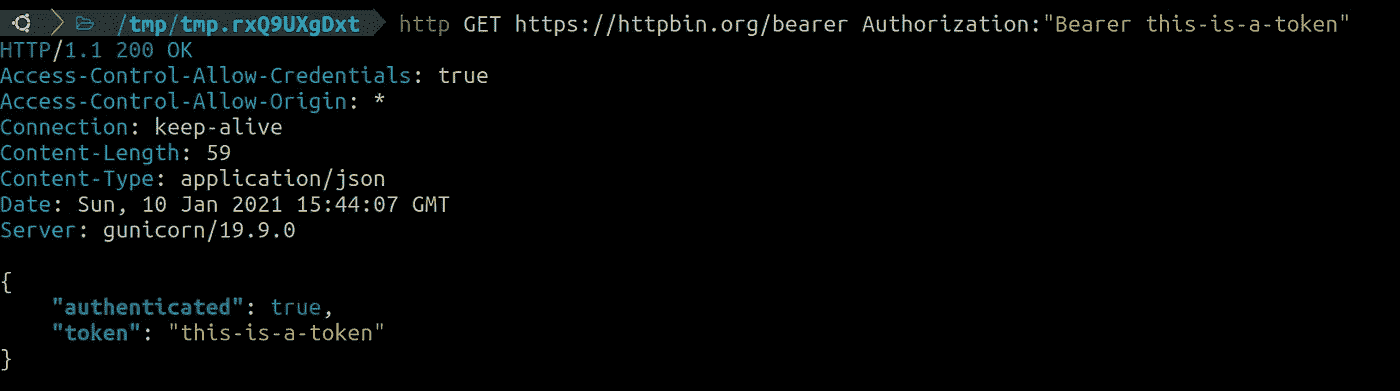 /tmp/tmp.rxQ9UXgDxt http GET https://httpbin.org/bearer Authorization:"Bearer this-is-a-token"
HTTP/1.1 200 OK
Access-Control-Allow-Credentials: true
Access-Control-Allow-Origin: *
Connection: keep-alive
Content-Length: 59
Content-Type: application/json
Date: Sun, 10 Jan 2021 15:44:07 GMT
Server: gunicorn/19.9.0
{
    "authenticated": true,
    "token": "this-is-a-token"
}